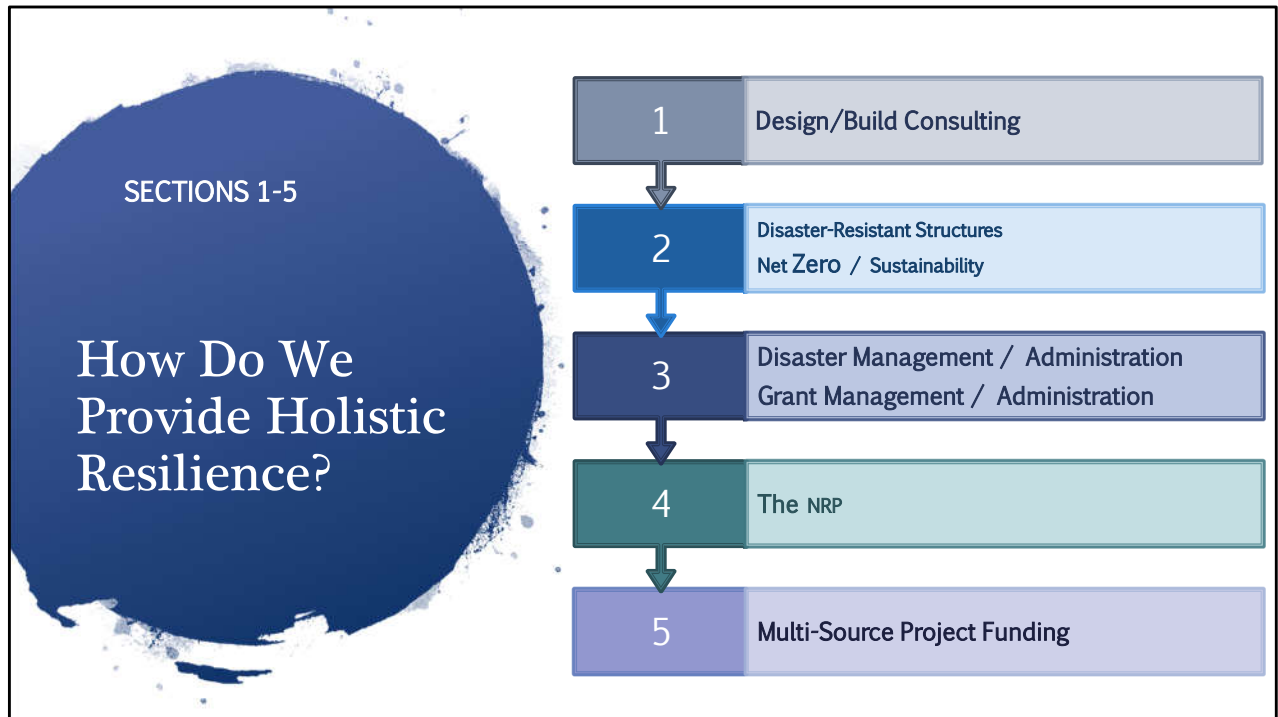 SECTIONS 1-5
How Do We
Provide Holistic
Resilience?
1
Design/Build Consulting
2
Disaster-Resistant Structures
Net Zero / Sustainability
3
Disaster Management / Administration
Grant Management / Administration
4
The NRP
5
Multi-Source Project Funding